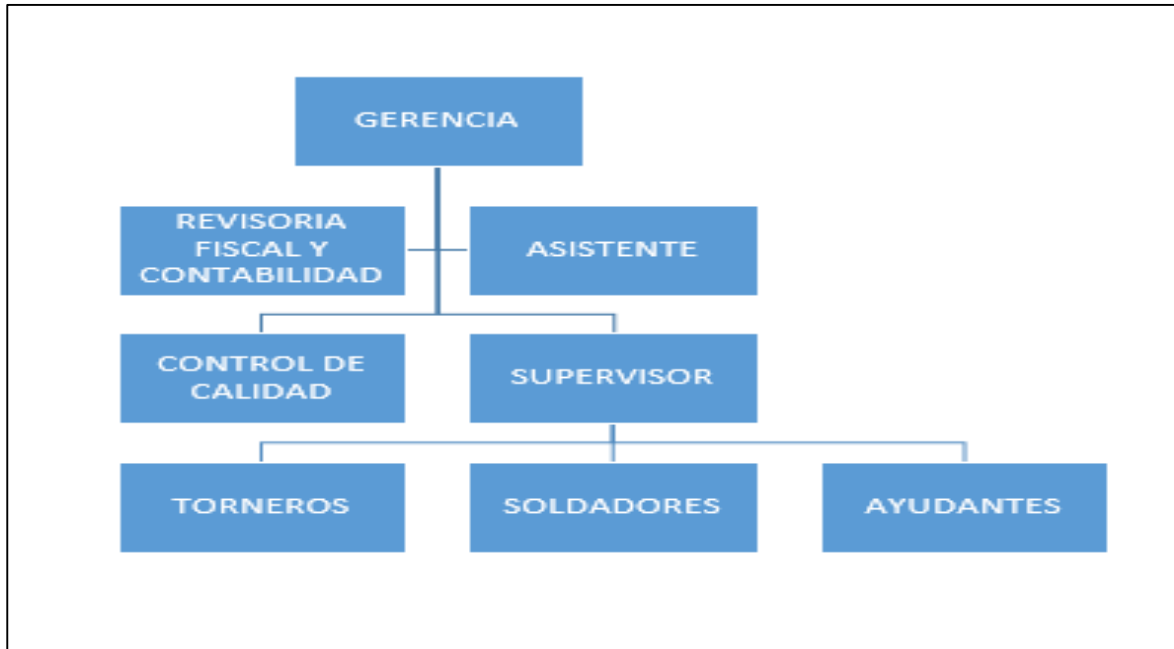 GERENCIA
REVISORIA
FISCAL Y
CONTABILIDAD
ASISTENTE
CONTROL DE
CALIDAD
SUPERVISOR
TORNEROS
SOLDADORES
AYUDANTES